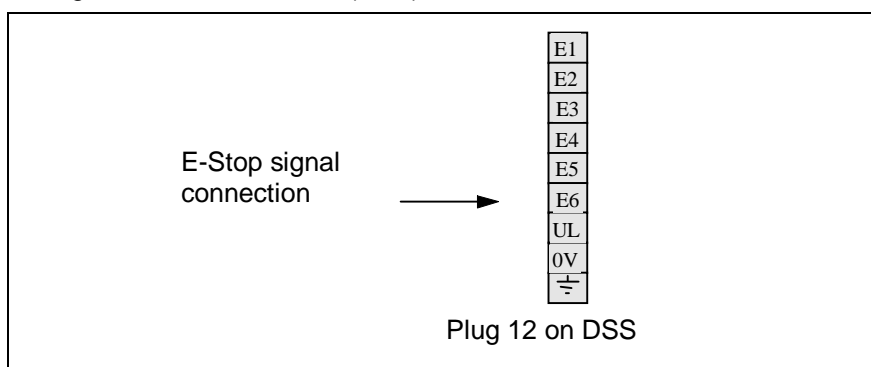 E1
E2
E3
E4
E5
E6
UL
0V
E-Stop signal
connection
Plug 12 on DSS